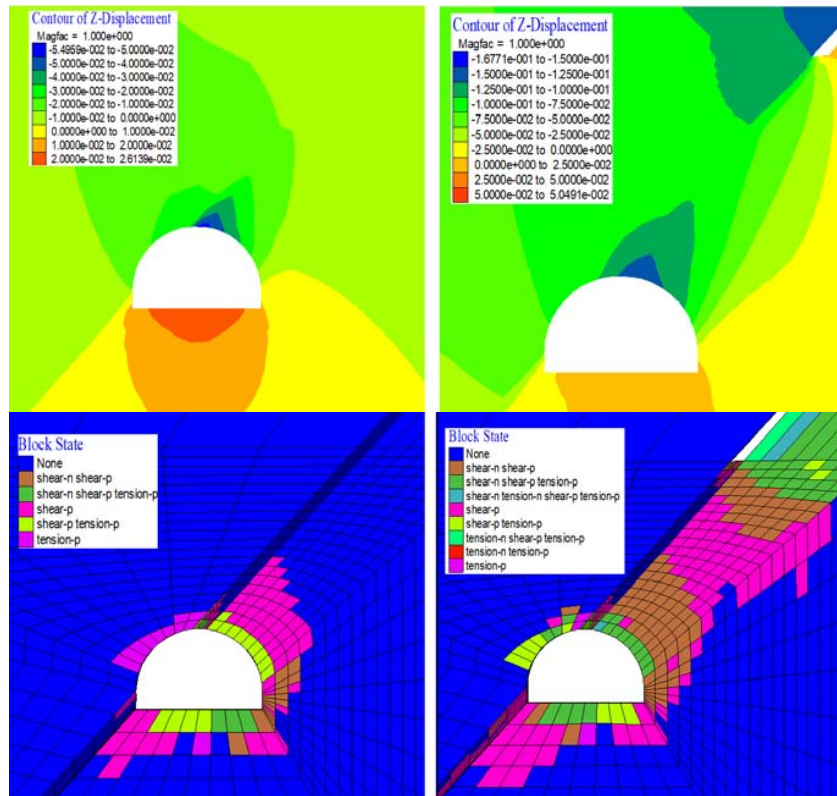 Contour of Z-Displacement
Magfac = 1.000e+000
-5.4959e-002 to -5.0000e-002
-5.0000e-002 to -4.0000e-002
-4.0000e-002 to -3.0000e-002
-3.0000e-002 to -2.0000e-002
-2.0000e-002 to -1.0000e-002
-1.0000e-002 to 0.0000e+000
0.0000e+000 to 1.0000e-002
1.0000e-002 to 2.0000e-002
2.0000e-002 to 2.6139e-002
Contour of Z-Displacement
Magfac = 1.000e+000
-1.6771e-001 to -1.5000e-001
-1.5000e-001 to -1.2500e-001
-1.2500e-001 to -1.0000e-001
-1.0000e-001 to -7.5000e-002
-7.5000e-002 to -5.0000e-002
-5.0000e-002 to -2.5000e-002
-2.5000e-002 to 0.0000e+000
0.0000e+000 to 2.5000e-002
2.5000e-002 to 5.0000e-002
5.0000e-002 to 5.0491e-002
Block State
None
shear-n shear-p
shear-n shear-p tension-p
shear-p
shear-p tension-p
tension-p
Block State
None
shear-n shear-p
shear-n shear-p tension-p
shear-n tension-n shear-p tension-p
shear-p
shear-p tension-p
tension-n shear-p tension-p
tension-n tension-p
tension-p